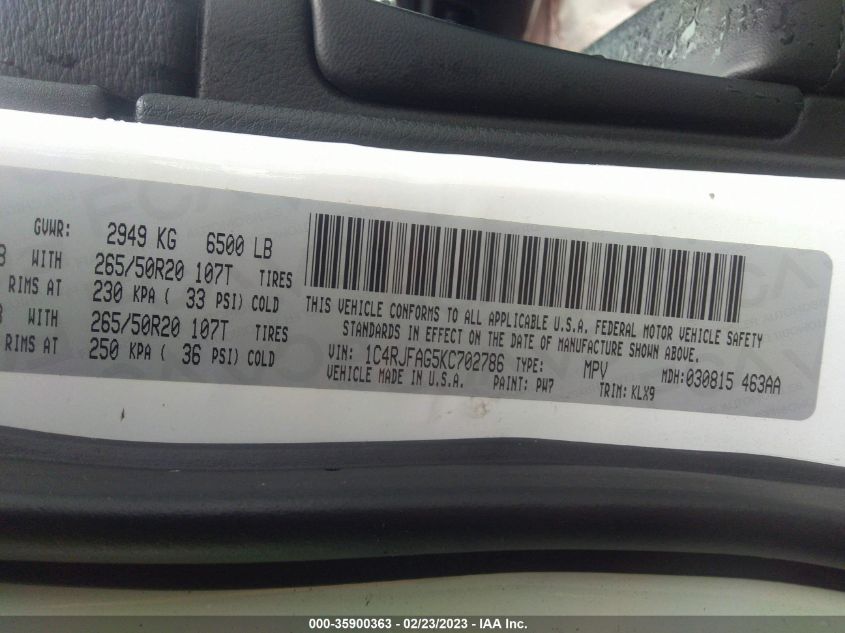 GVWR: 2949 KG 6500 LB
WITH 265/50R20 107T TIRES
RIMS AT 230 KPA ( 33 PSI) COLD
WITH 265/50R20 107T TIRES
RIMS AT 250 KPA ( 36 PSI) COLD
THIS VEHICLE CONFORMS TO ALL APPLICABLE U.S.A. FEDERAL MOTOR VEHICLE SAFETY
STANDARDS IN EFFECT ON THE DATE OF MANUFACTURE SHOWN ABOVE.
VIN: 1C4RJFAG5KC702786 TYPE: MPV MDH:030815 463AA
VEHICLE MADE IN U.S.A. PAINT: PW7 TRIM: KLX9
000-35900363 - 02/23/2023 - IAA Inc.